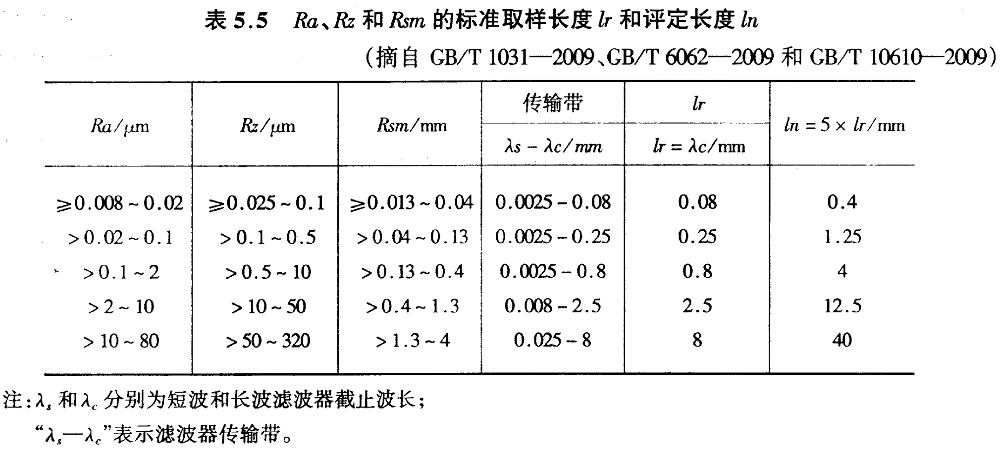 表5.5 Ra、Rz 和 Rsm 的标准取样长度 lr 和评定长度 ln
(摘自 GB/T 1031—2009、GB/T 6062—2009 和 GB/T 10610—2009)
Ra/μm Rz/μm Rsm/mm 传输带 lr ln = 5 × lr/mm
λs − λc/mm lr = λc/mm
≥0.008~0.02 ≥0.025~0.1 ≥0.013~0.04 0.0025−0.08 0.08 0.4
>0.02~0.1 >0.1~0.5 >0.04~0.13 0.0025−0.25 0.25 1.25
>0.1~2 >0.5~10 >0.13~0.4 0.0025−0.8 0.8 4
>2~10 >10~50 >0.4~1.3 0.008−2.5 2.5 12.5
>10~80 >50~320 >1.3~4 0.025−8 8 40
注:λs 和 λc 分别为短波和长波滤波器截止波长;
“λs—λc”表示滤波器传输带。